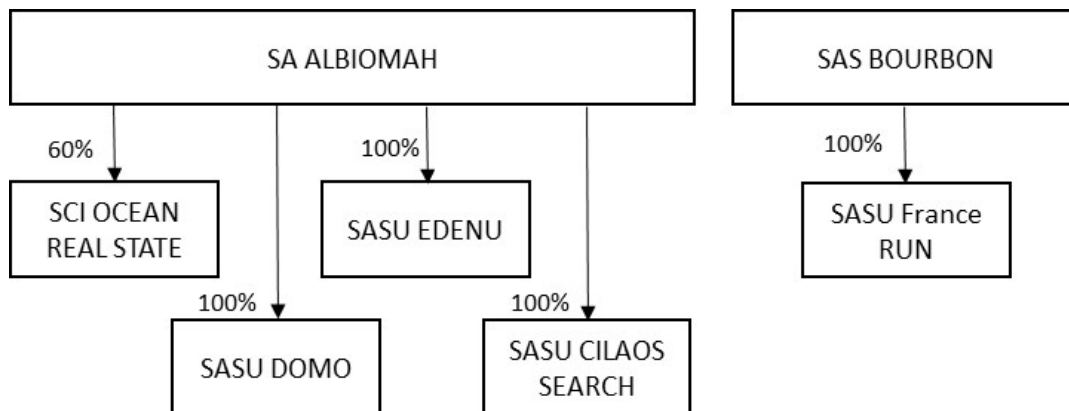 SA ALBIOMAH
SAS BOURBON
60%
100%
100%
SCI OCEAN
REAL STATE
SASU EDENU
SASU France
RUN
100%
100%
SASU DOMO
SASU CILAOS
SEARCH